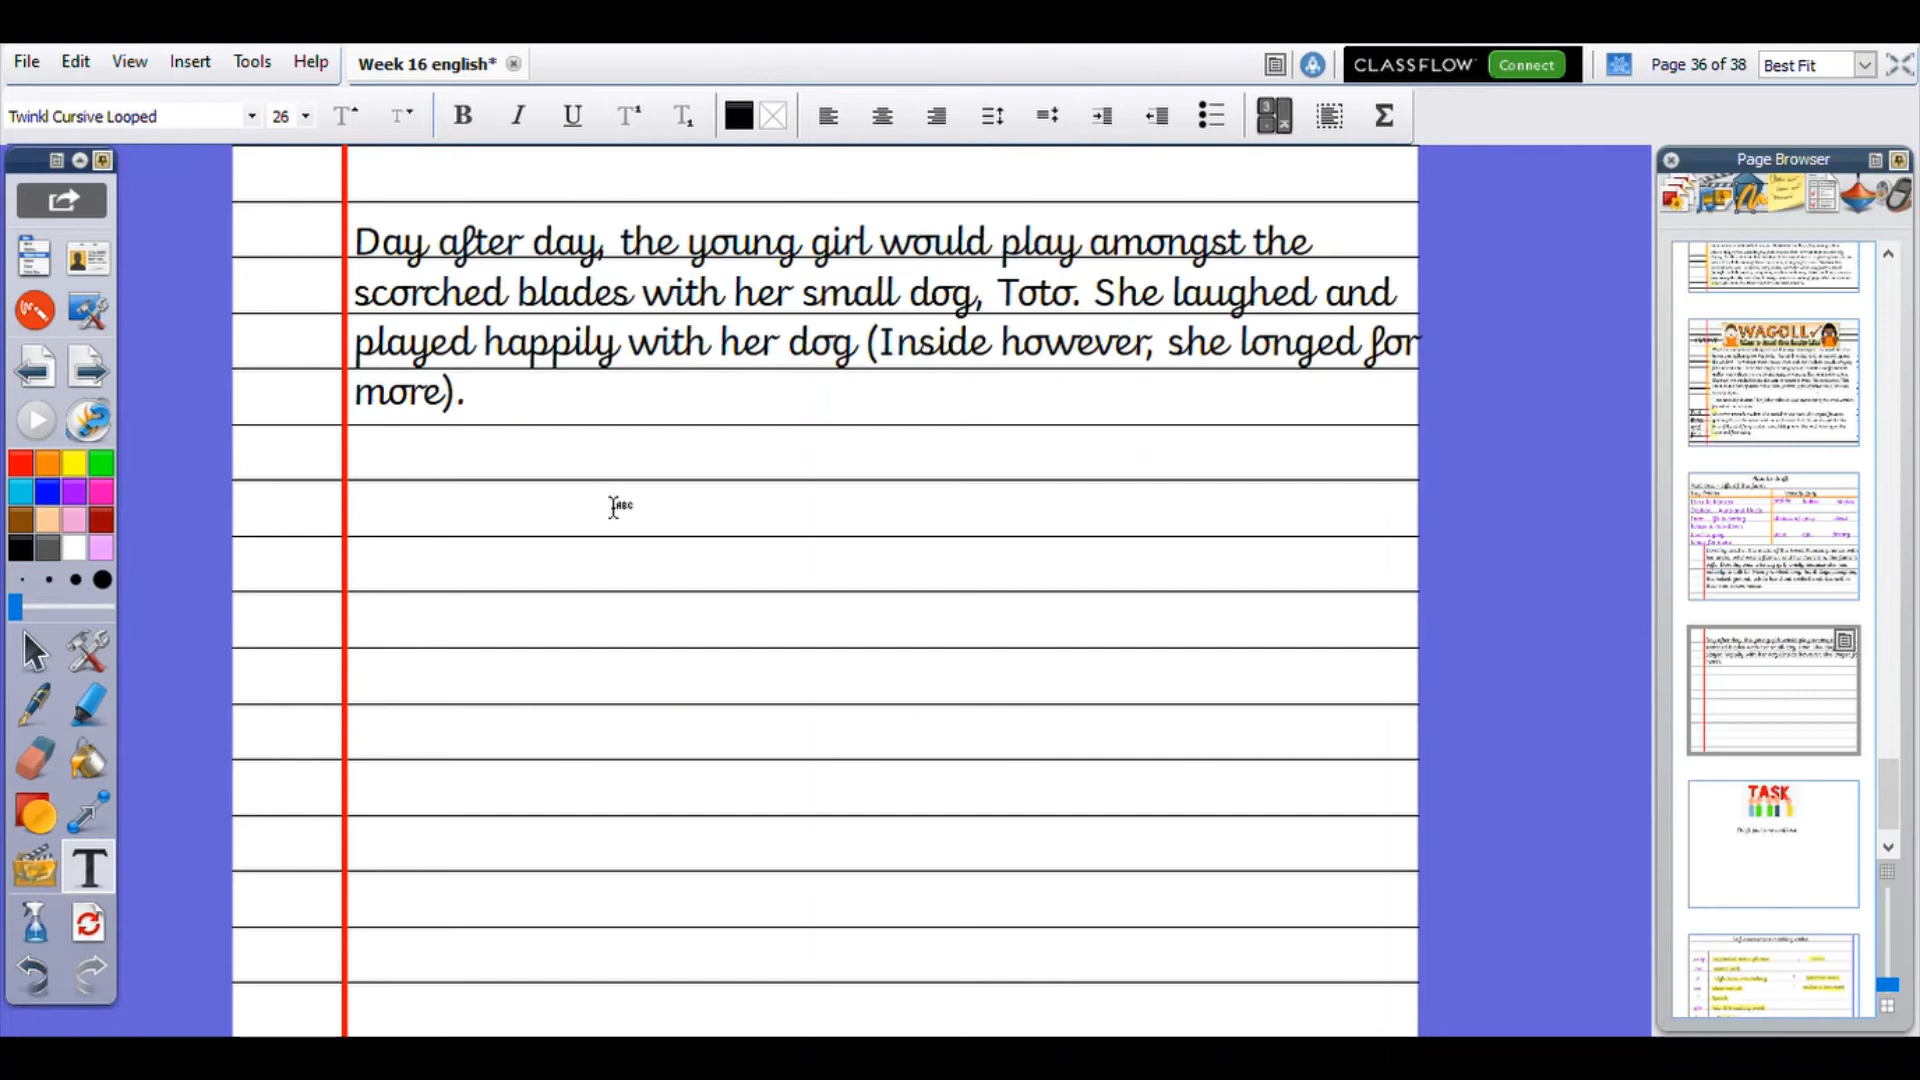 File Edit View Insert Tools Help Week 16 english* CLASSFLOW Connect Page 36 of 38 Best Fit
Twinkl Cursive Looped 26 B I U
Page Browser
Day after day, the young girl would play amongst the
scorched blades with her small dog, Toto. She laughed and
played happily with her dog (Inside however, she longed for
more).
ABC
WAGOLL
TASK